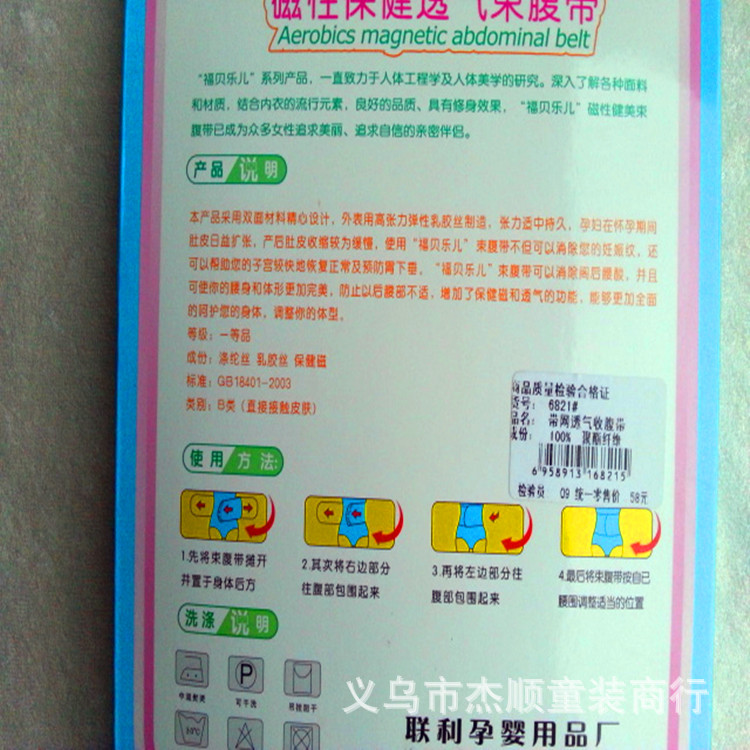 磁性保健透气束腹带
Aerobics magnetic abdominal belt
“福贝乐儿”系列产品，一直致力于人体工程学及人体美学的研究。深入了解各种面料
和材质，结合内衣的流行元素，良好的品质、具有修身效果，“福贝乐儿”磁性健美束
腹带已成为众多女性追求美丽、追求自信的亲密伴侣。
产品说明
本产品采用双面材料精心设计，外表用高张力弹性乳胶丝制造，张力适中持久，孕妇在怀孕期间
肚皮日益扩张，产后肚皮收缩较为缓慢，使用“福贝乐儿”束腹带不但可以消除您的妊娠纹，还
可以帮助您的子宫较快地恢复正常及预防胃下垂。“福贝乐儿”束腹带可以消除闹后腰酸，并且
可使你的腰身和体形更加完美，防止以后腰部不适，增加了保健磁和透气的功能，能够更加全面
的呵护您的身体，调整你的体型。
等级：一等品
成份：涤纶丝 乳胶丝 保健磁
标准：GB18401-2003
类别：B类（直接接触皮肤）
商品质量检验合格证
货号： 6821#
品名： 带网透气收腹带
成份： 100% 聚酯纤维
6 958913 168215
检验员 09 统一零售价 58元
使用方法：
1.先将束腹带摊开
并置于身体后方
2.其次将右边部分
往腹部包围起来
3.再将左边部分往
腹部包围起来
4.最后将束腹带按自已
腰围调整适当的位置
洗涤说明
P
中温熨烫
可干洗
吊挂晾干
30℃
义乌市杰顺童装商行
联利孕婴用品厂